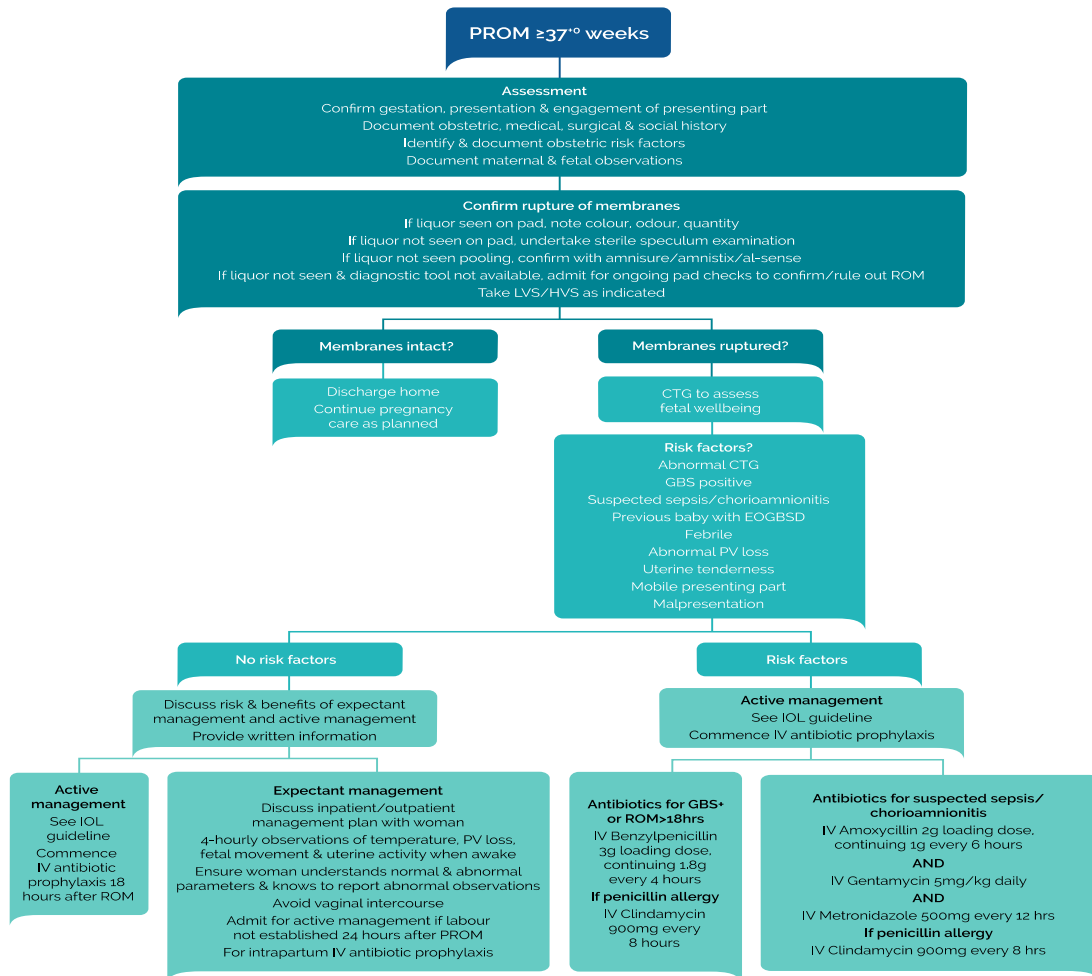 PROM ≥37⁺⁰ weeks
Assessment
Confirm gestation, presentation & engagement of presenting part
Document obstetric, medical, surgical & social history
Identify & document obstetric risk factors
Document maternal & fetal observations
Confirm rupture of membranes
If liquor seen on pad, note colour, odour, quantity
If liquor not seen on pad, undertake sterile speculum examination
If liquor not seen pooling, confirm with amnisure/amnistix/al-sense
If liquor not seen & diagnostic tool not available, admit for ongoing pad checks to confirm/rule out ROM
Take LVS/HVS as indicated
Membranes intact?
Discharge home
Continue pregnancy
care as planned
Membranes ruptured?
CTG to assess
fetal wellbeing
Risk factors?
Abnormal CTG
GBS positive
Suspected sepsis/chorioamnionitis
Previous baby with EOGBSD
Febrile
Abnormal PV loss
Uterine tenderness
Mobile presenting part
Malpresentation
No risk factors
Discuss risk & benefits of expectant
management and active management
Provide written information
Active
management
See IOL
guideline
Commence
IV antibiotic
prophylaxis 18
hours after ROM
Expectant management
Discuss inpatient/outpatient
management plan with woman
4-hourly observations of temperature, PV loss,
fetal movement & uterine activity when awake
Ensure woman understands normal & abnormal
parameters & knows to report abnormal observations
Avoid vaginal intercourse
Admit for active management if labour
not established 24 hours after PROM
For intrapartum IV antibiotic prophylaxis
Risk factors
Active management
See IOL guideline
Commence IV antibiotic prophylaxis
Antibiotics for GBS+
or ROM>18hrs
IV Benzylpenicillin
3g loading dose,
continuing 1.8g
every 4 hours
If penicillin allergy
IV Clindamycin
900mg every
8 hours
Antibiotics for suspected sepsis/
chorioamnionitis
IV Amoxycillin 2g loading dose,
continuing 1g every 6 hours
AND
IV Gentamycin 5mg/kg daily
AND
IV Metronidazole 500mg every 12 hrs
If penicillin allergy
IV Clindamycin 900mg every 8 hrs